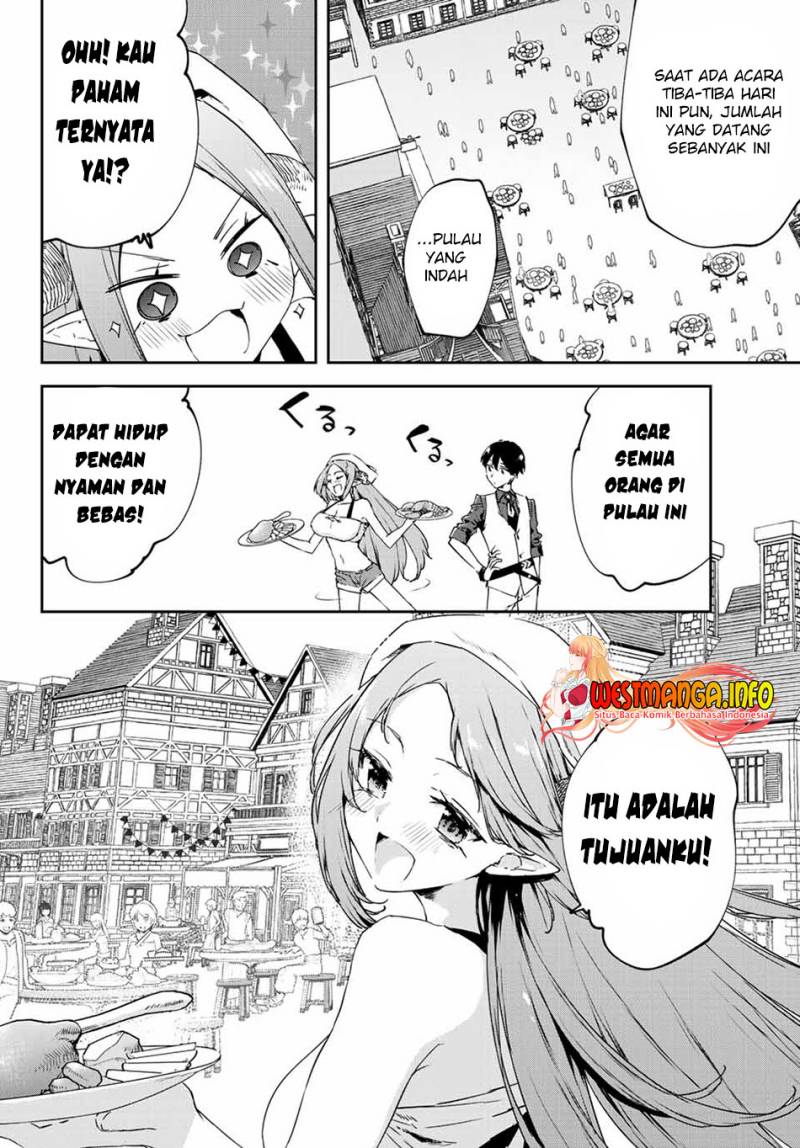 SAAT ADA ACARA
TIBA-TIBA HARI
INI PUN, JUMLAH
YANG DATANG
SEBANYAK INI
...PULAU
YANG
INDAH
OHH! KAU
PAHAM
TERNYATA
YA!?
AGAR
SEMUA
ORANG DI
PULAU INI
くるっ
くるっ
DAPAT HIDUP
DENGAN
NYAMAN DAN
BEBAS!
WESTMANGA.INFO
Situs Baca Komik Berbahasa Indonesia
ITU ADALAH
TUJUANKU!